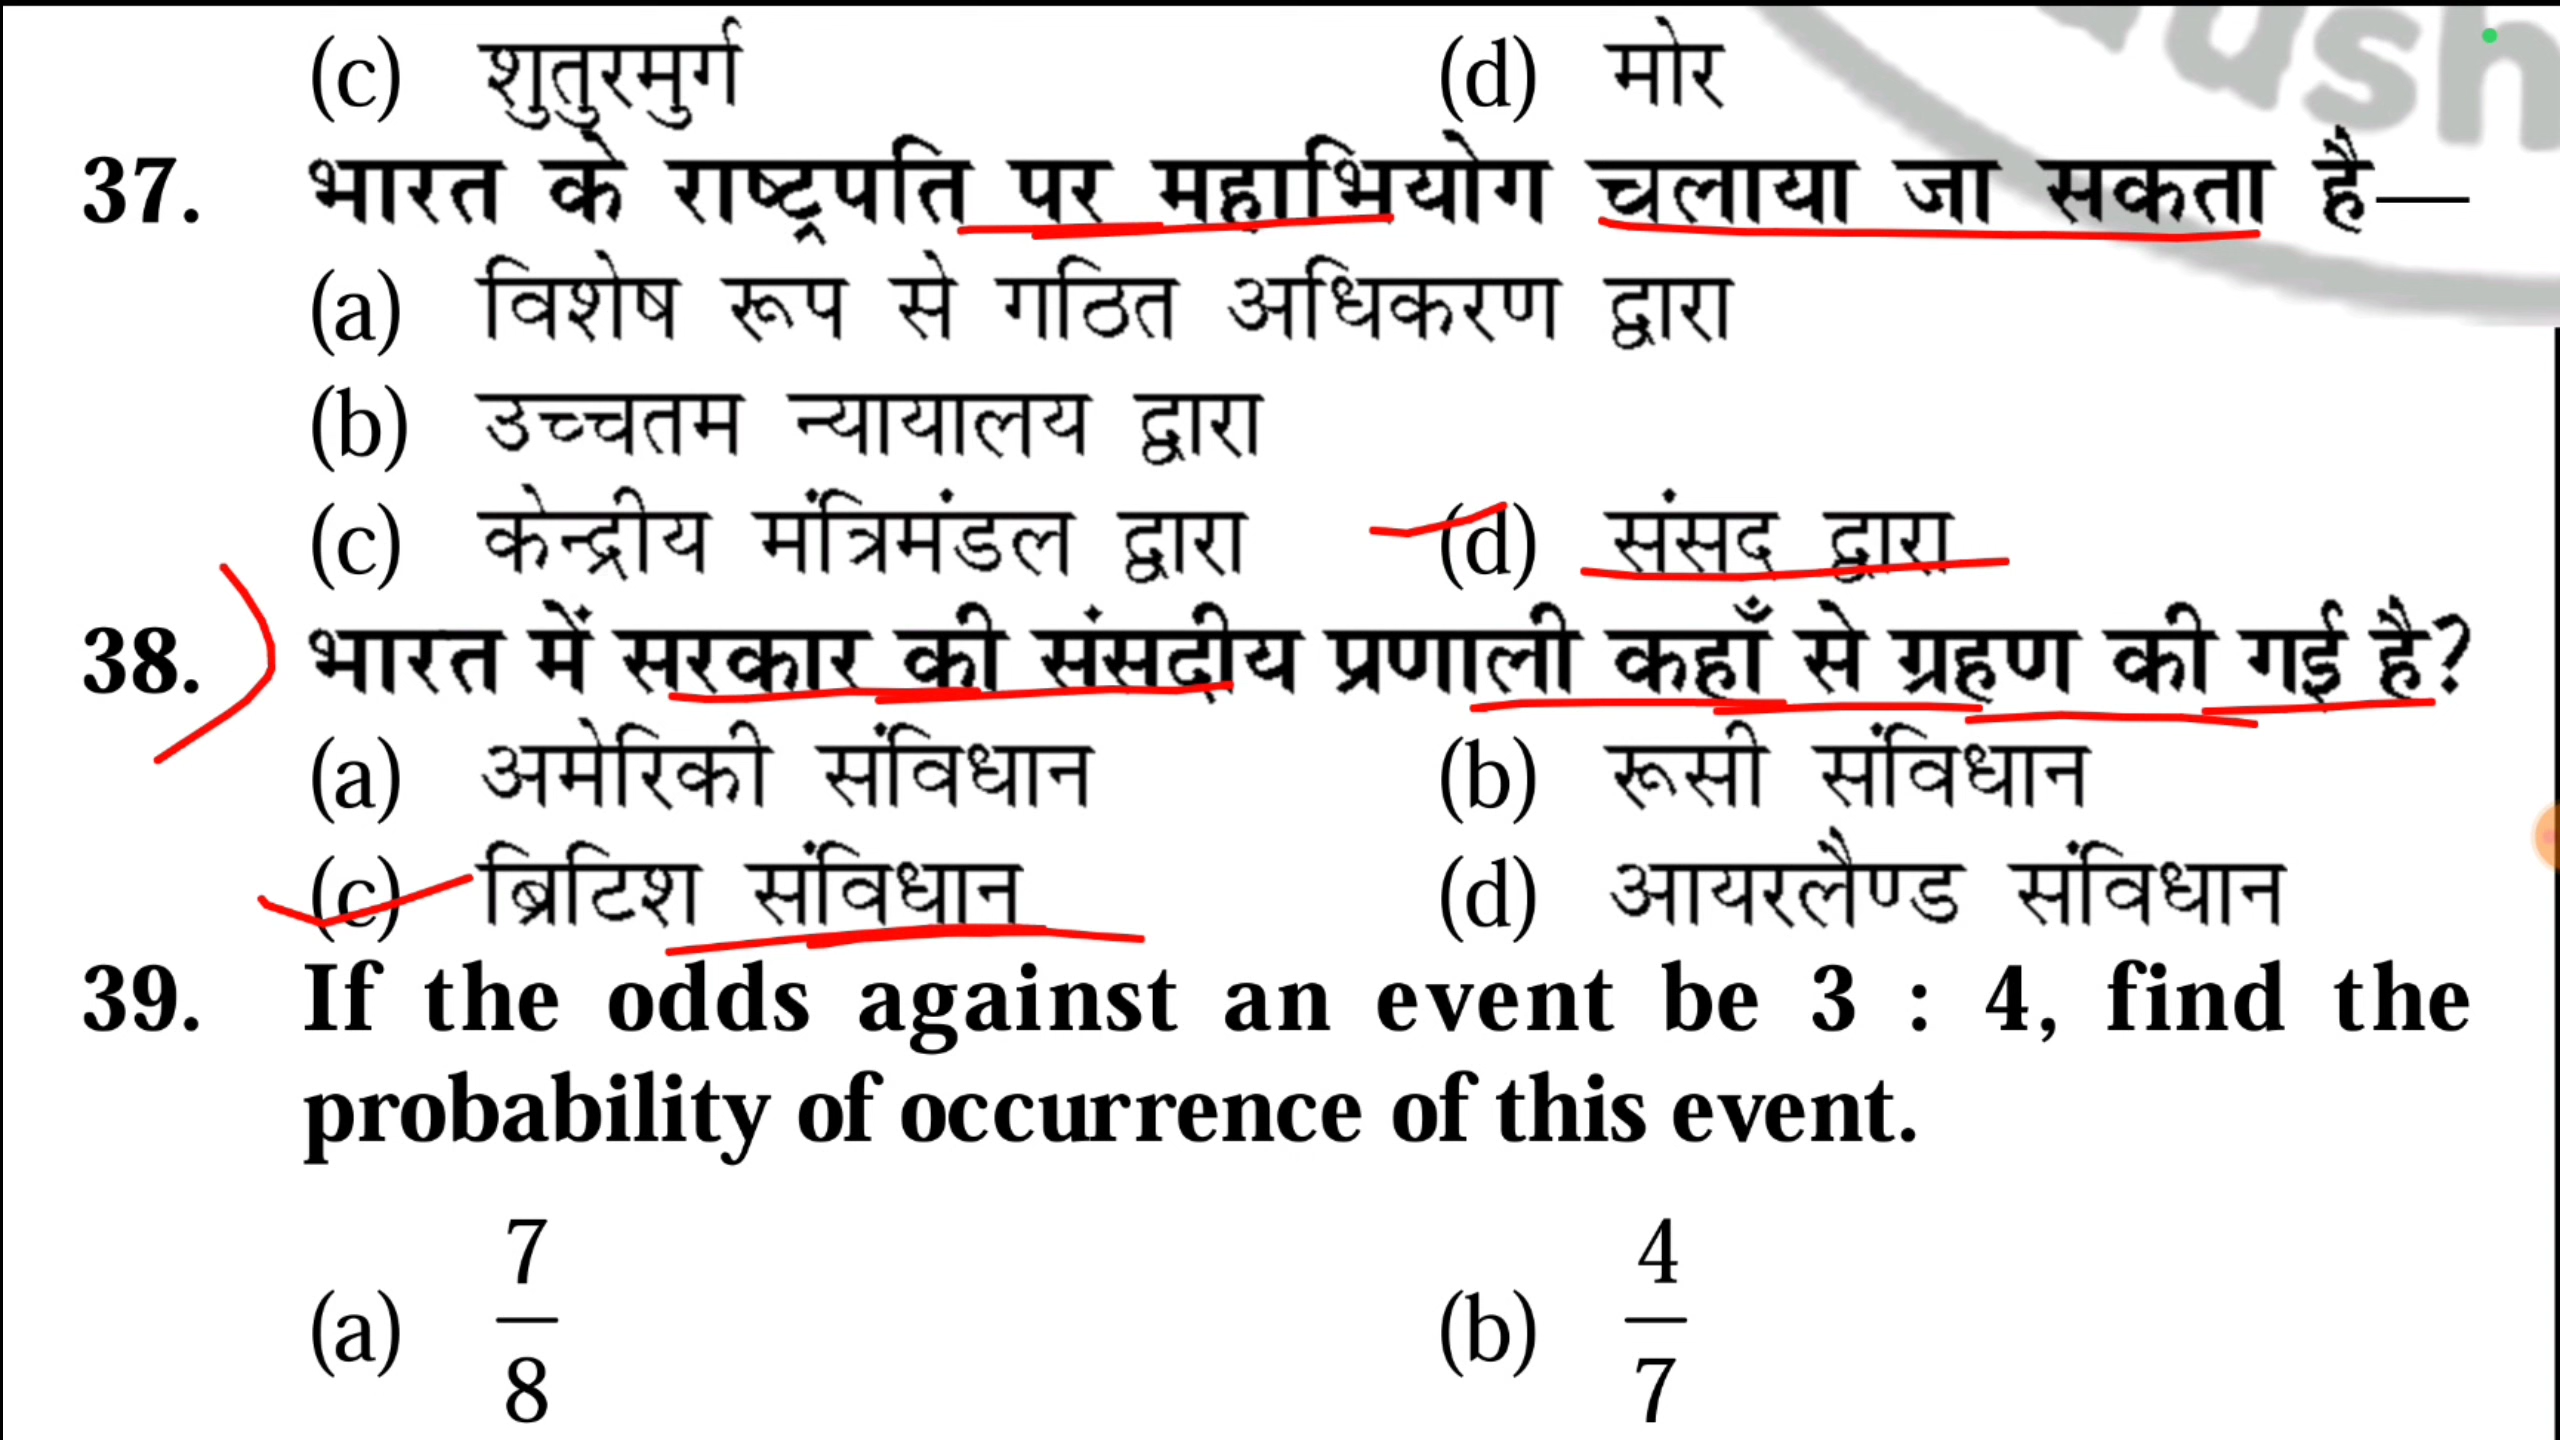 ush
(c) शुतुरमुर्ग (d) मोर
37. भारत के राष्ट्रपति पर महाभियोग चलाया जा सकता है—
(a) विशेष रूप से गठित अधिकरण द्वारा
(b) उच्चतम न्यायालय द्वारा
(c) केन्द्रीय मंत्रिमंडल द्वारा (d) संसद द्वारा
38. भारत में सरकार की संसदीय प्रणाली कहाँ से ग्रहण की गई है?
(a) अमेरिकी संविधान (b) रूसी संविधान
(c) ब्रिटिश संविधान (d) आयरलैण्ड संविधान
39. If the odds against an event be 3 : 4, find the
probability of occurrence of this event.
(a) 7/8 (b) 4/7